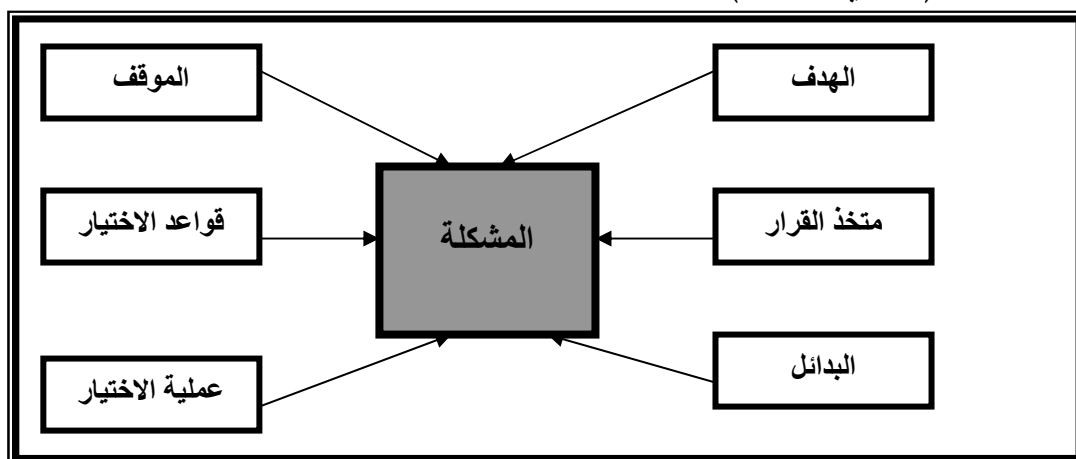 الهدف
الموقف
متخذ القرار
المشكلة
قواعد الاختيار
البدائل
عملية الاختيار